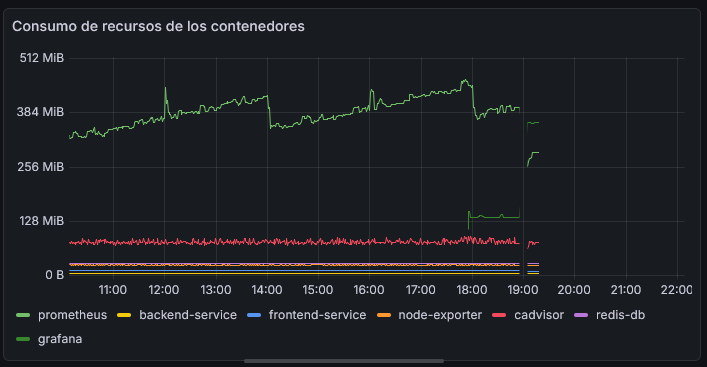 Consumo de recursos de los contenedores
512 MiB
384 MiB
256 MiB
128 MiB
0 B
11:00 12:00 13:00 14:00 15:00 16:00 17:00 18:00 19:00 20:00 21:00 22:00
prometheus backend-service frontend-service node-exporter cadvisor redis-db
grafana